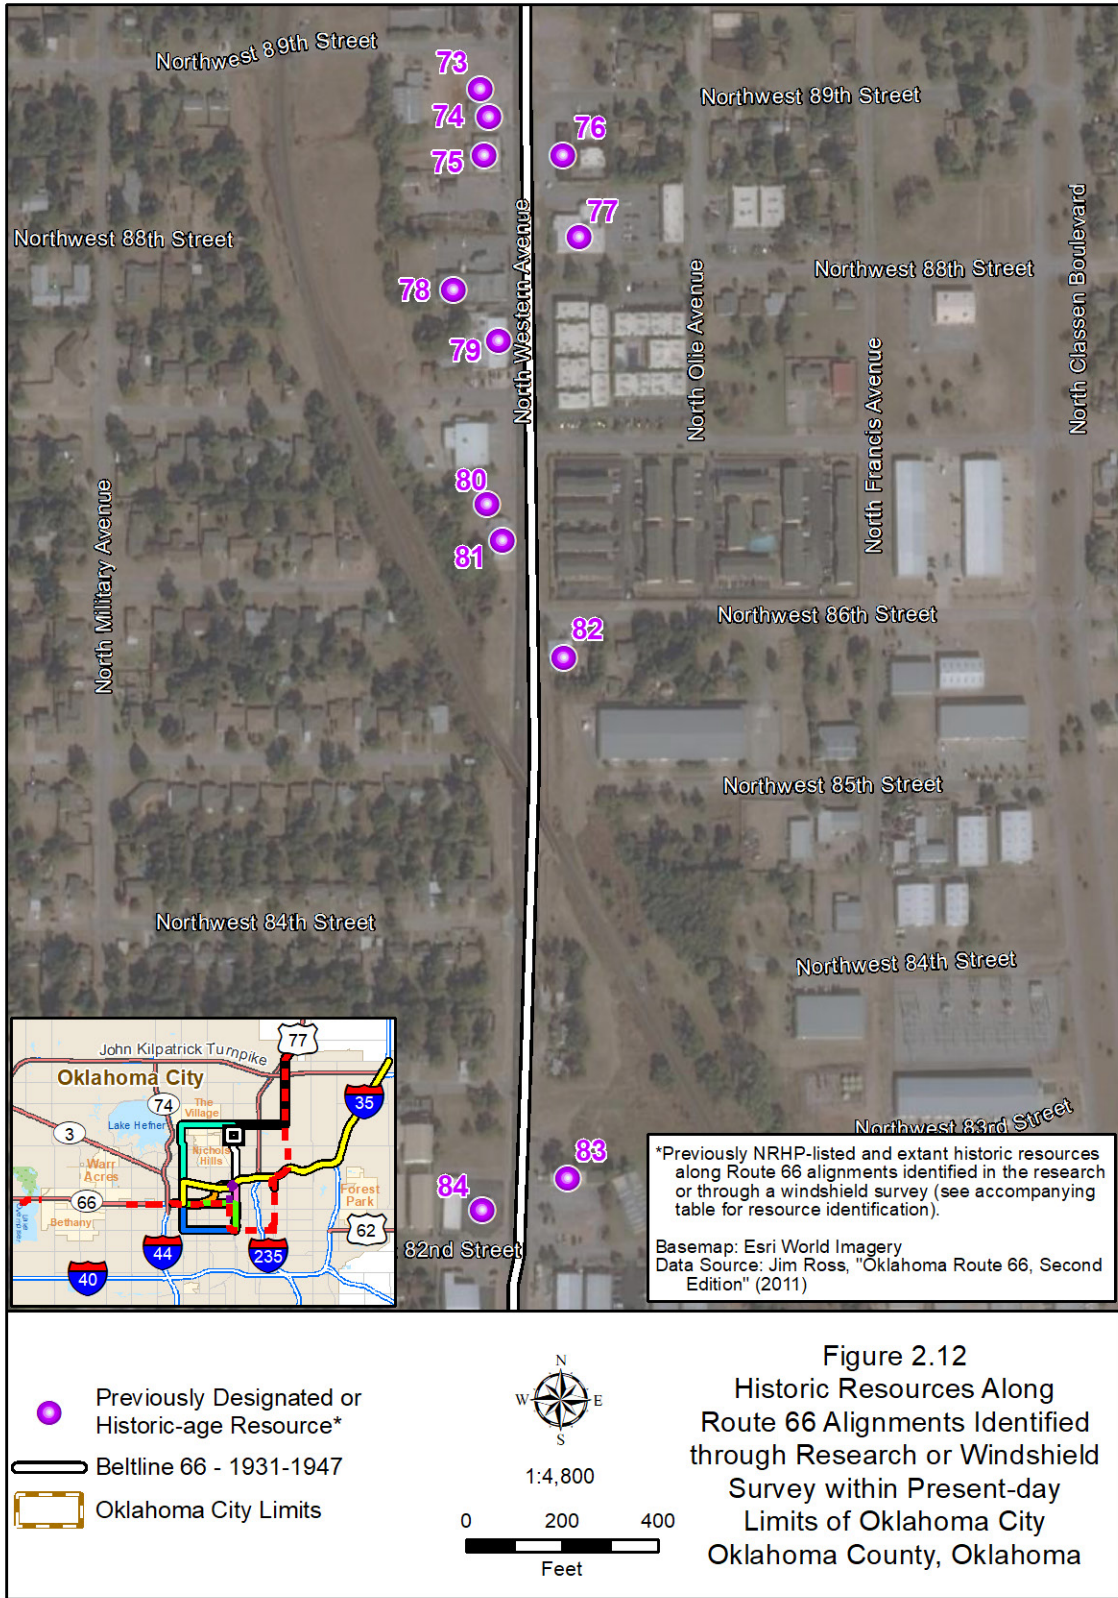 Northwest 89th Street
73
74
75
Northwest 89th Street
76
77
Northwest 88th Street
Northwest 88th Street
78
79
North Western Avenue
North Olie Avenue
North Francis Avenue
North Classen Boulevard
North Military Avenue
80
81
Northwest 86th Street
82
Northwest 85th Street
Northwest 84th Street
Northwest 84th Street
Northwest 83rd Street
83
84
82nd Street
77
John Kilpatrick Turnpike
Oklahoma City
74
The
Village
35
3
Lake Hefner
Nichols
Hills
Warr
Acres
66
Bethany
Forest
Park
62
44
235
40
*Previously NRHP-listed and extant historic resources
along Route 66 alignments identified in the research
or through a windshield survey (see accompanying
table for resource identification).
Basemap: Esri World Imagery
Data Source: Jim Ross, "Oklahoma Route 66, Second
Edition" (2011)
Previously Designated or
Historic-age Resource*
Beltline 66 - 1931-1947
Oklahoma City Limits
N
W
E
S
1:4,800
0 200 400
Feet
Figure 2.12
Historic Resources Along
Route 66 Alignments Identified
through Research or Windshield
Survey within Present-day
Limits of Oklahoma City
Oklahoma County, Oklahoma